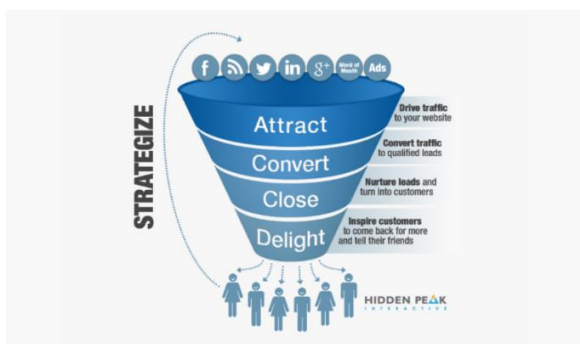 f
in
g+
Word of
Mouth
Ads
STRATEGIZE
Attract
Drive traffic
to your website
Convert
Convert traffic
to qualified leads
Close
Nurture leads and
turn into customers
Delight
Inspire customers
to come back for more
and tell their friends
HIDDEN PEAK
INTERACTIVE